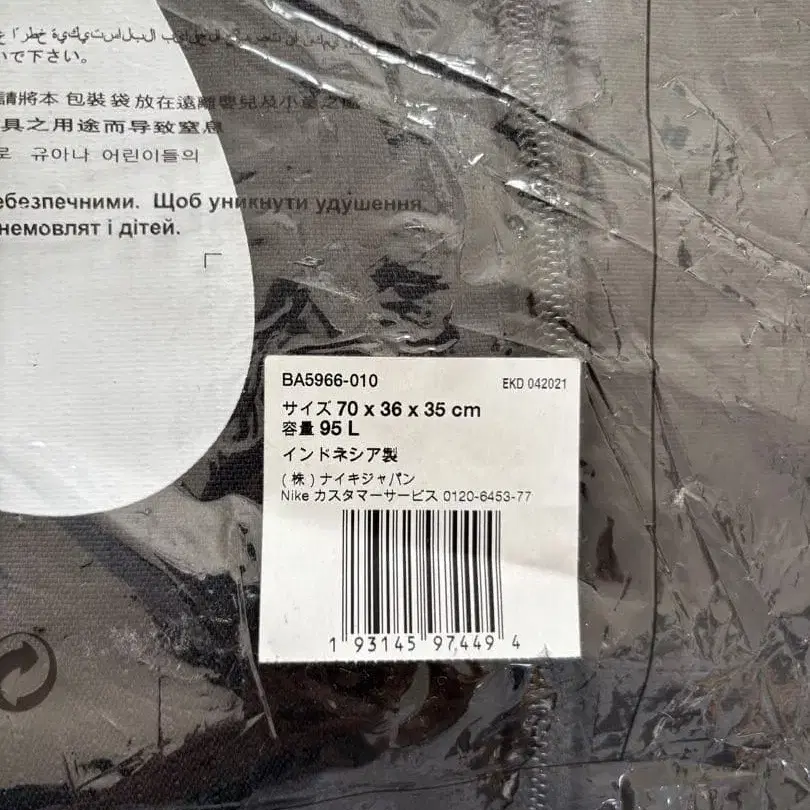 いで下さい。
請將本 包裝袋 放在遠離嬰兒及小童之處
具之用途而导致窒息
로 유아나 어린이들의
ебезпечними. Щоб уникнути удушення,
немовлят і дітей.
BA5966-010
EKD 042021
サイズ 70 x 36 x 35 cm
容量 95 L
インドネシア製
(株)ナイキジャパン
Nike カスタマーサービス 0120-6453-77
1 93145 97449 4